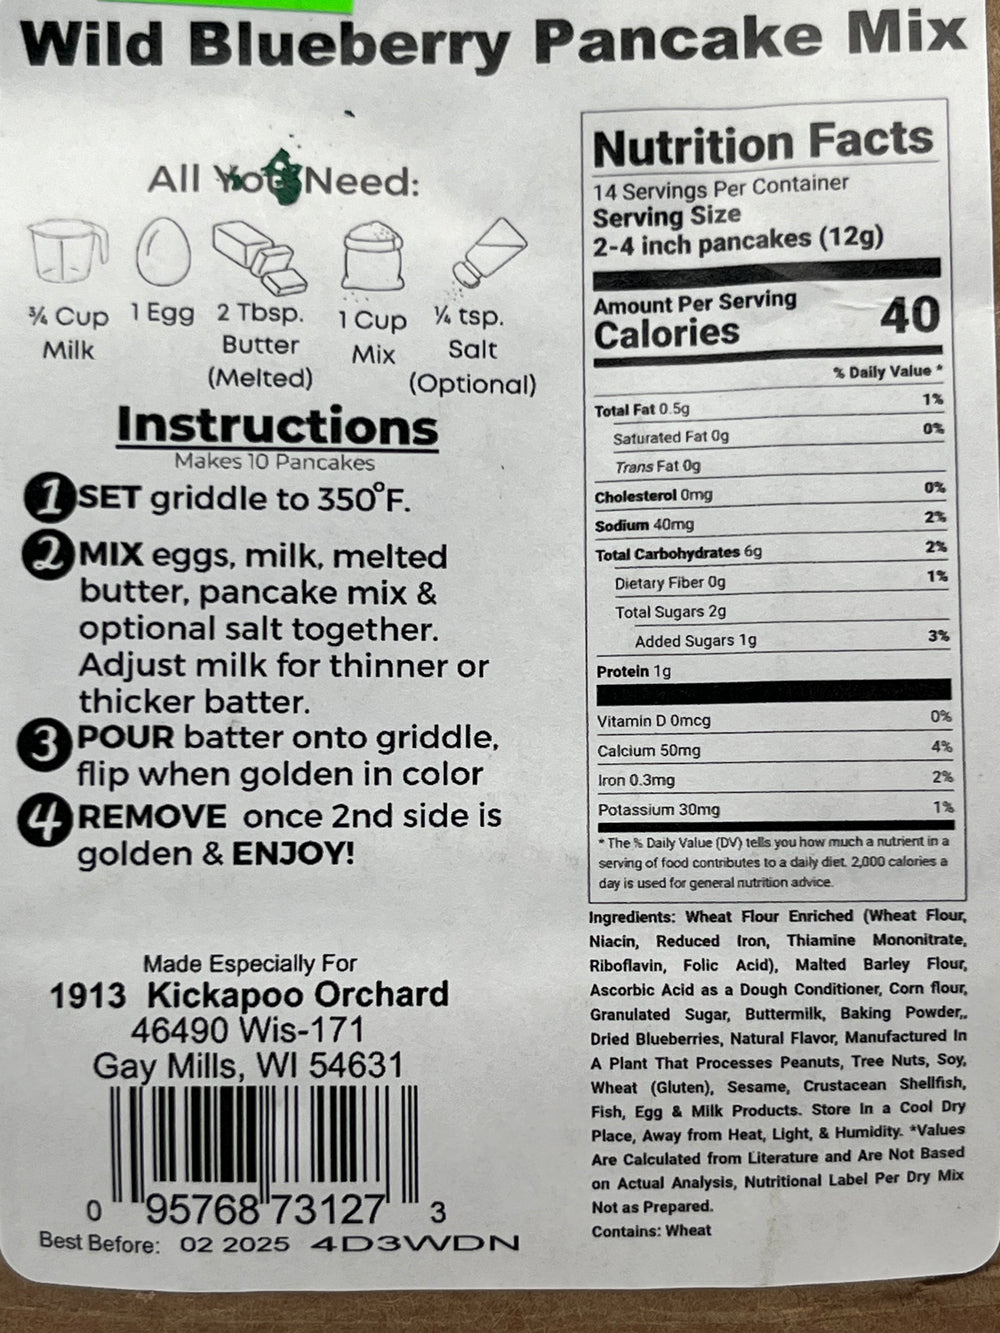 Wild Blueberry Pancake Mix
All You Need:
¾ Cup
Milk
1 Egg
2 Tbsp.
Butter
(Melted)
1 Cup
Mix
¼ tsp.
Salt
(Optional)
Instructions
Makes 10 Pancakes
1 SET griddle to 350°F.
2 MIX eggs, milk, melted
butter, pancake mix &
optional salt together.
Adjust milk for thinner or
thicker batter.
3 POUR batter onto griddle,
flip when golden in color
4 REMOVE once 2nd side is
golden & ENJOY!
Made Especially For
1913 Kickapoo Orchard
46490 Wis-171
Gay Mills, WI 54631
0 95768 73127 3
Best Before: 02 2025 4D3WDN
Nutrition Facts
14 Servings Per Container
Serving Size
2-4 inch pancakes (12g)
Amount Per Serving
Calories 40
% Daily Value *
Total Fat 0.5g 1%
Saturated Fat 0g 0%
Trans Fat 0g
Cholesterol 0mg 0%
Sodium 40mg 2%
Total Carbohydrates 6g 2%
Dietary Fiber 0g 1%
Total Sugars 2g
Added Sugars 1g 3%
Protein 1g
Vitamin D 0mcg 0%
Calcium 50mg 4%
Iron 0.3mg 2%
Potassium 30mg 1%
* The % Daily Value (DV) tells you how much a nutrient in a
serving of food contributes to a daily diet. 2,000 calories a
day is used for general nutrition advice.
Ingredients: Wheat Flour Enriched (Wheat Flour,
Niacin, Reduced Iron, Thiamine Mononitrate,
Riboflavin, Folic Acid), Malted Barley Flour,
Ascorbic Acid as a Dough Conditioner, Corn flour,
Granulated Sugar, Buttermilk, Baking Powder,,
Dried Blueberries, Natural Flavor, Manufactured In
A Plant That Processes Peanuts, Tree Nuts, Soy,
Wheat (Gluten), Sesame, Crustacean Shellfish,
Fish, Egg & Milk Products. Store In a Cool Dry
Place, Away from Heat, Light, & Humidity. *Values
Are Calculated from Literature and Are Not Based
on Actual Analysis, Nutritional Label Per Dry Mix
Not as Prepared.
Contains: Wheat